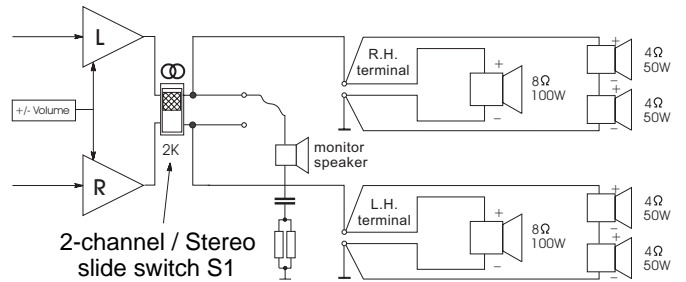 L
+/- Volume
R
2K
2-channel / Stereo
slide switch S1
monitor
speaker
R.H.
terminal
+
8Ω
100W
−
+
4Ω
50W
−
+
4Ω
50W
−
L.H.
terminal
+
8Ω
100W
−
+
4Ω
50W
−
+
4Ω
50W
−